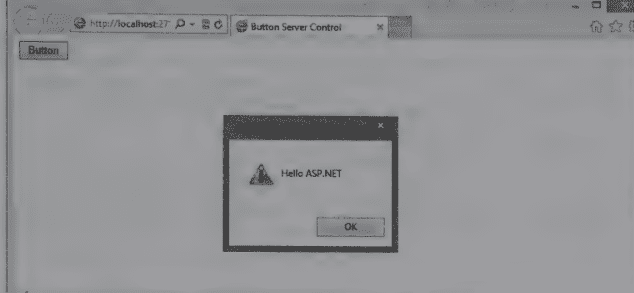 http://localhost:27
Button Server Control
Button
Hello ASP.NET
OK